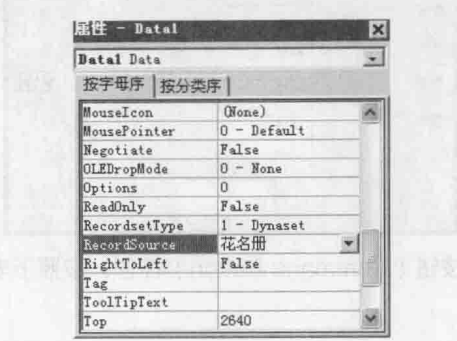 属性 - Data1
Data1 Data
按字母序 按分类序
MouseIcon (None)
MousePointer 0 - Default
Negotiate False
OLEDropMode 0 - None
Options 0
ReadOnly False
RecordsetType 1 - Dynaset
RecordSource 花名册
RightToLeft False
Tag
ToolTipText
Top 2640